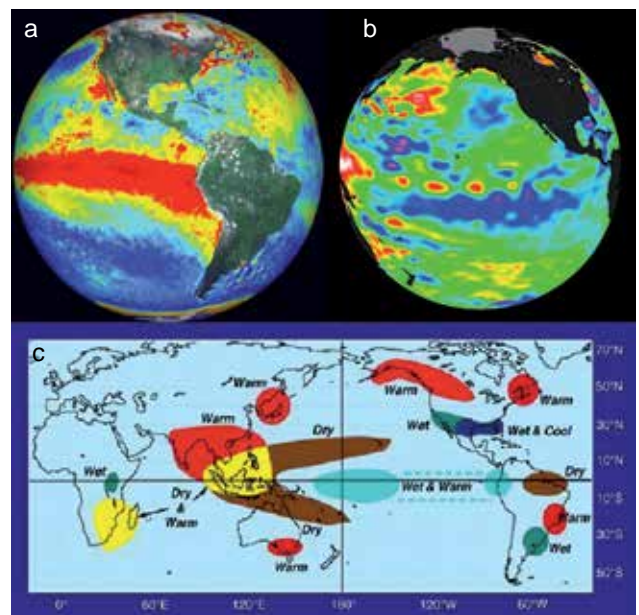 a
b
c
70°N
50°N
30°N
10°N
10°S
30°S
50°S
Warm
Warm
Warm
Warm
Dry
Wet
Wet & Cool
Wet
Dry
&
Warm
Wet & Warm
Dry
Dry
Warm
Wet
Warm
0°
60°E
120°E
180°
120°W
60°W